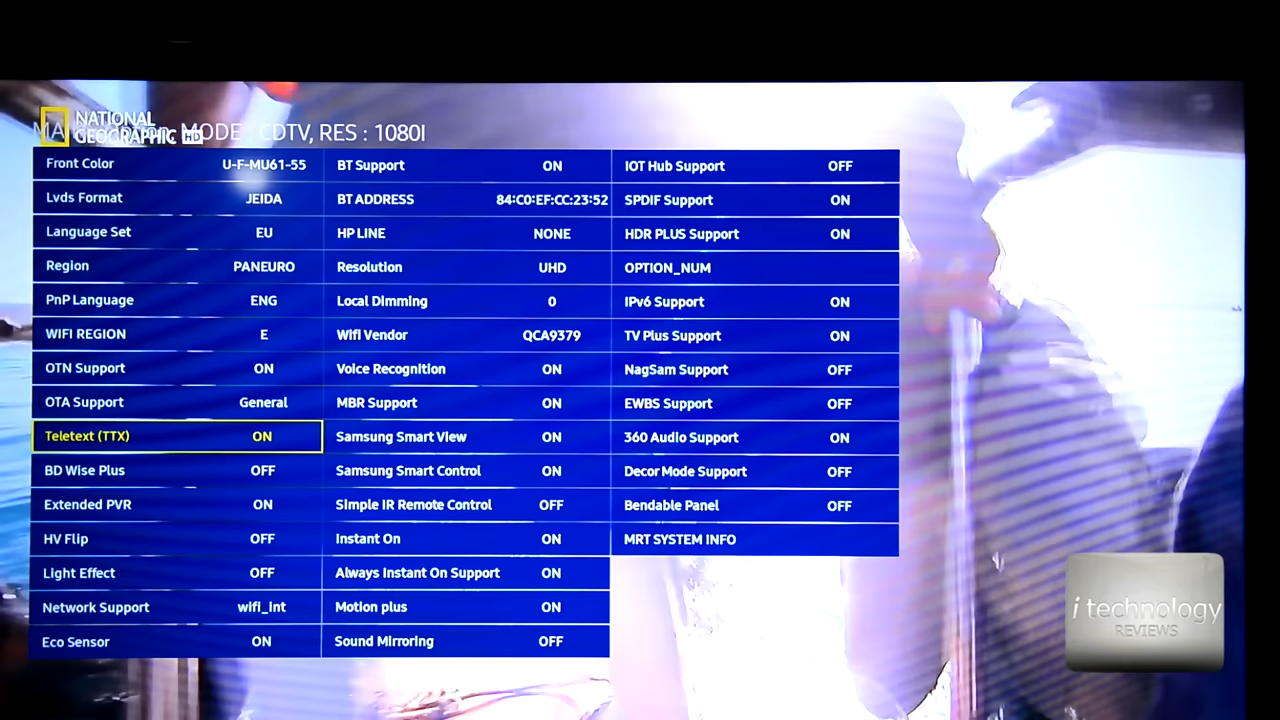 NATIONAL
GEOGRAPHIC HD
MODE : CDTV, RES : 1080I
Front Color U-F-MU61-55
Lvds Format JEIDA
Language Set EU
Region PANEURO
PnP Language ENG
WIFI REGION E
OTN Support ON
OTA Support General
Teletext (TTX) ON
BD Wise Plus OFF
Extended PVR ON
HV Flip OFF
Light Effect OFF
Network Support wifi_int
Eco Sensor ON
BT Support ON
BT ADDRESS 84:C0:EF:CC:23:52
HP LINE NONE
Resolution UHD
Local Dimming 0
Wifi Vendor QCA9379
Voice Recognition ON
MBR Support ON
Samsung Smart View ON
Samsung Smart Control ON
Simple IR Remote Control OFF
Instant On ON
Always Instant On Support ON
Motion plus ON
Sound Mirroring OFF
IOT Hub Support OFF
SPDIF Support ON
HDR PLUS Support ON
OPTION_NUM
IPv6 Support ON
TV Plus Support ON
NagSam Support OFF
EWBS Support OFF
360 Audio Support ON
Decor Mode Support OFF
Bendable Panel OFF
MRT SYSTEM INFO
i technology
REVIEWS